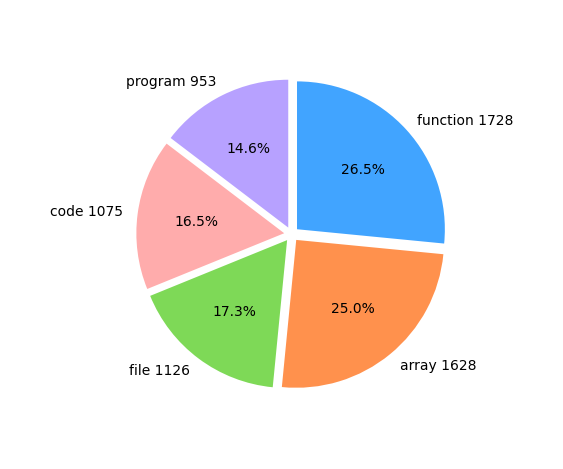 program 953
function 1728
14.6%
26.5%
code 1075
16.5%
17.3%
25.0%
file 1126
array 1628